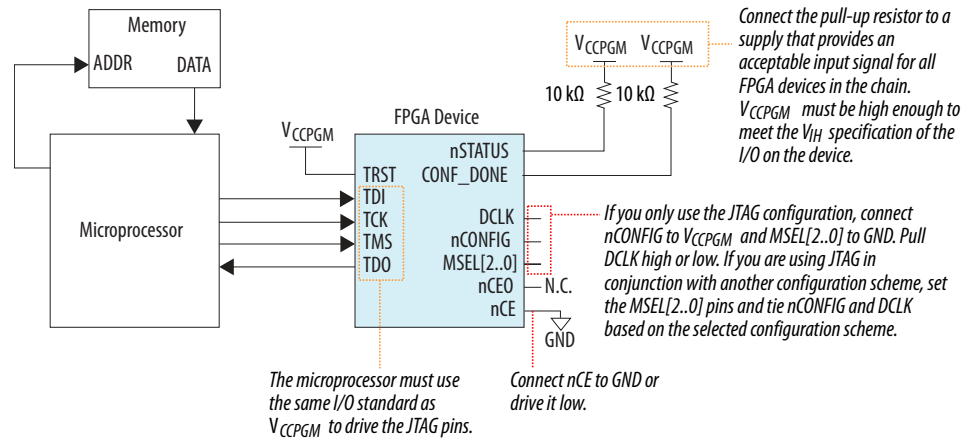 Memory
ADDR
DATA
Microprocessor
VCCPGM
FPGA Device
TRST
TDI
TCK
TMS
TDO
nSTATUS
CONF_DONE
DCLK
nCONFIG
MSEL[2..0]
nCEO
N.C.
nCE
GND
VCCPGM VCCPGM
10 kΩ 10 kΩ
Connect the pull-up resistor to a
supply that provides an
acceptable input signal for all
FPGA devices in the chain.
VCCPGM must be high enough to
meet the VIH specification of the
I/O on the device.
If you only use the JTAG configuration, connect
nCONFIG to VCCPGM and MSEL[2..0] to GND. Pull
DCLK high or low. If you are using JTAG in
conjunction with another configuration scheme, set
the MSEL[2..0] pins and tie nCONFIG and DCLK
based on the selected configuration scheme.
The microprocessor must use
the same I/O standard as
VCCPGM to drive the JTAG pins.
Connect nCE to GND or
drive it low.